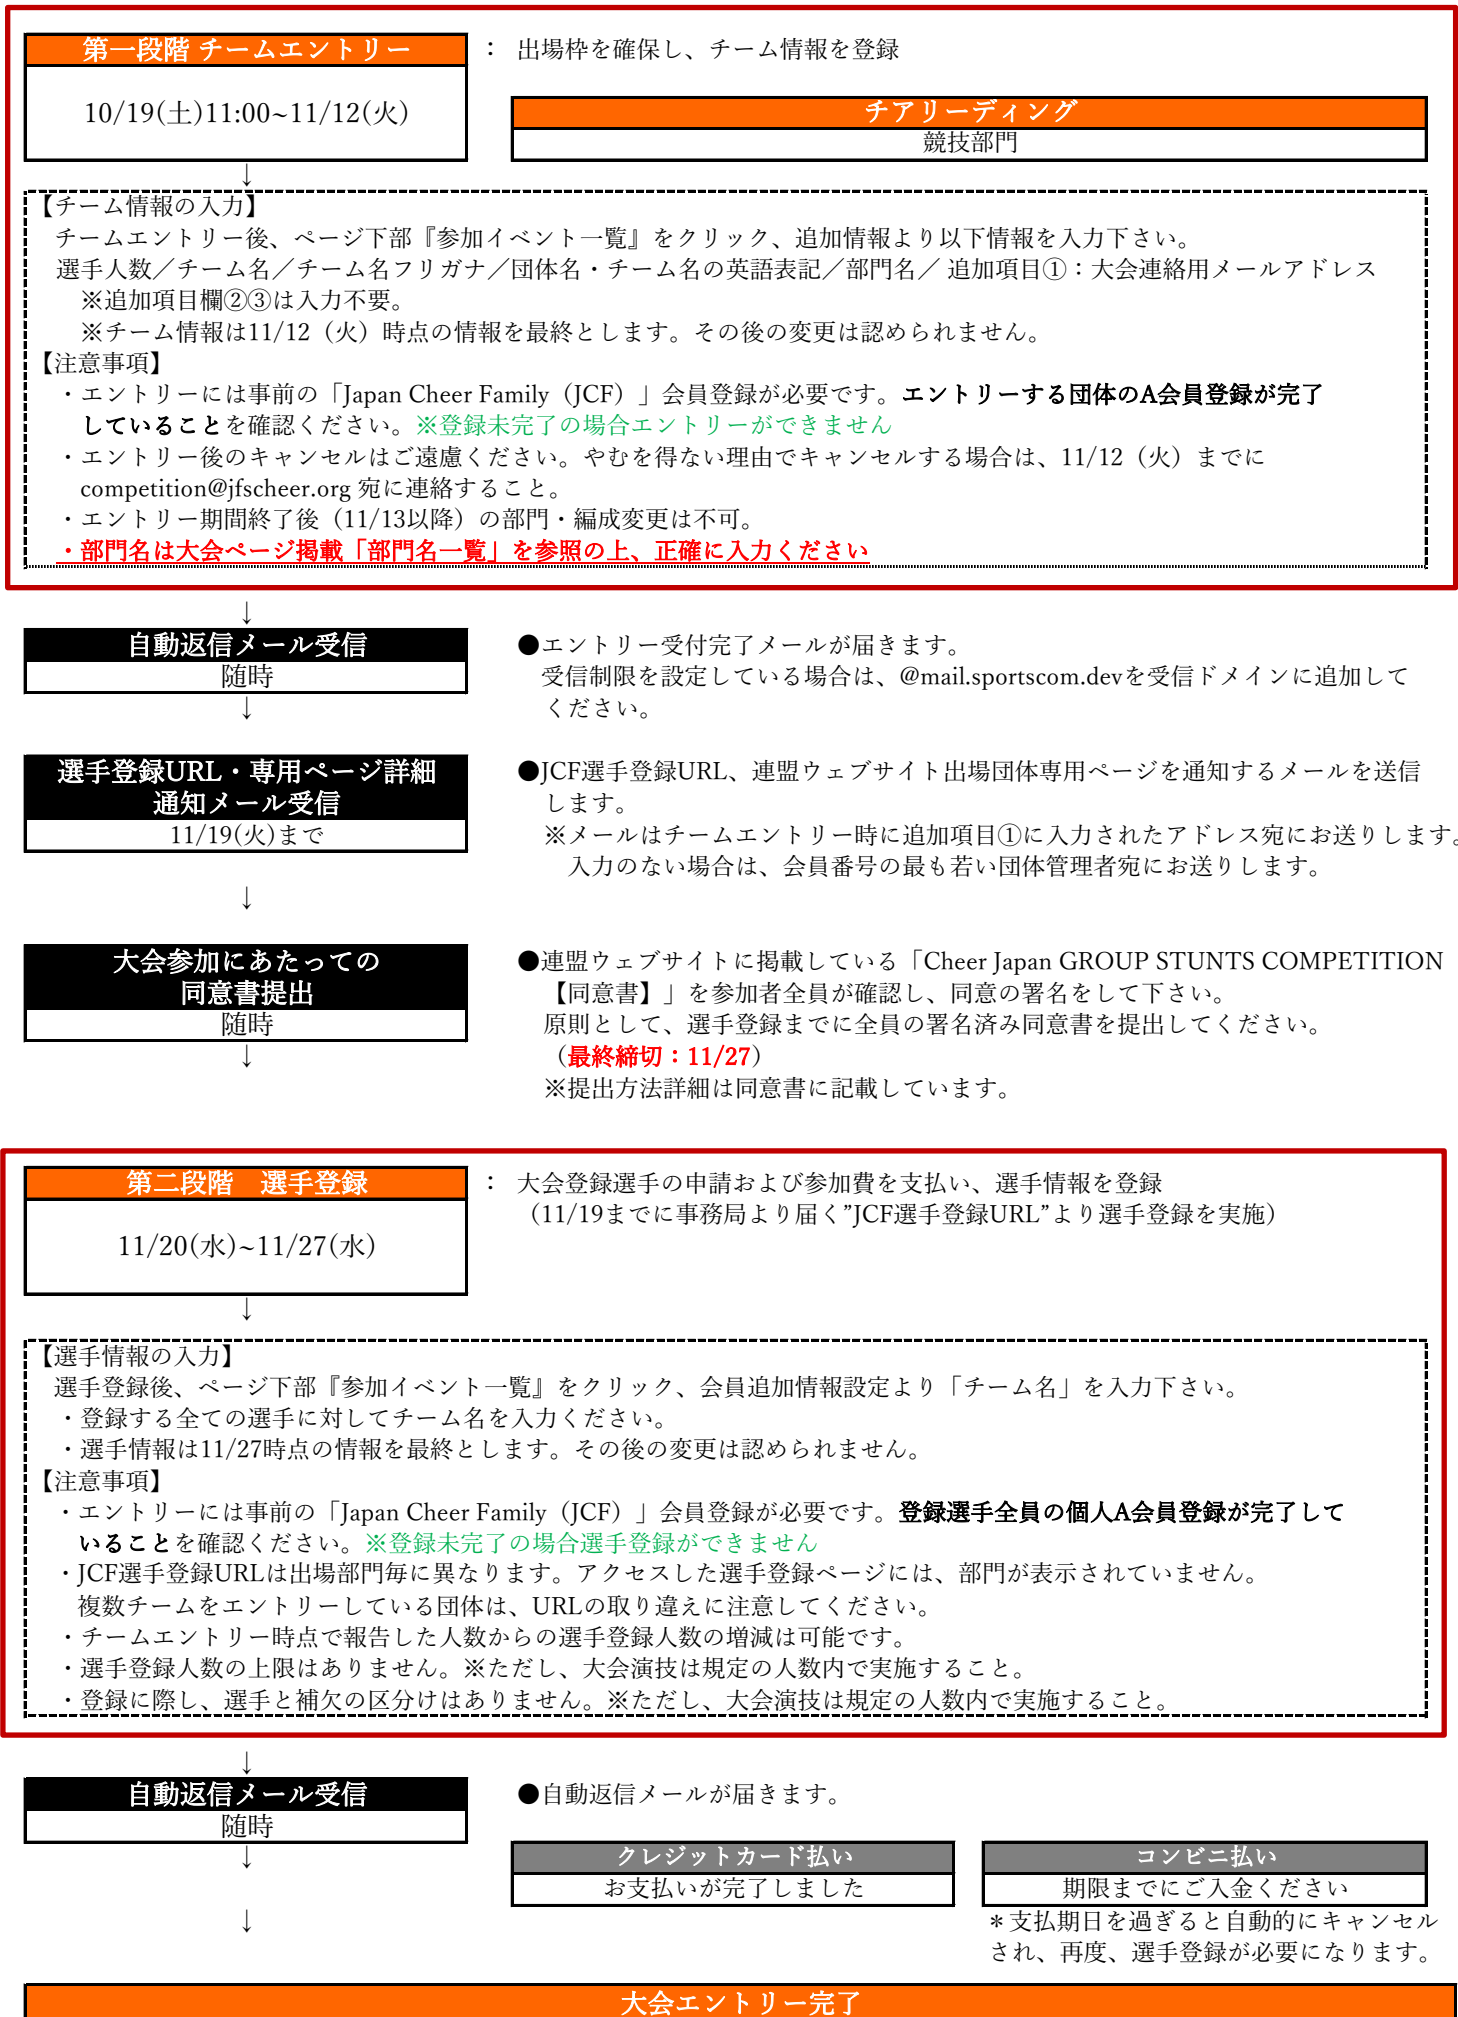 第一段階 チームエントリー
： 出場枠を確保し、チーム情報を登録
10/19(土)11:00~11/12(火)
チアリーディング
競技部門
↓
【チーム情報の入力】
チームエントリー後、ページ下部『参加イベント一覧』をクリック、追加情報より以下情報を入力下さい。
選手人数／チーム名／チーム名フリガナ／団体名・チーム名の英語表記／部門名／ 追加項目①：大会連絡用メールアドレス
※追加項目欄②③は入力不要。
※チーム情報は11/12（火）時点の情報を最終とします。その後の変更は認められません。
【注意事項】
・エントリーには事前の「Japan Cheer Family（JCF）」会員登録が必要です。エントリーする団体のA会員登録が完了
していることを確認ください。※登録未完了の場合エントリーができません
・エントリー後のキャンセルはご遠慮ください。やむを得ない理由でキャンセルする場合は、11/12（火）までに
competition@jfscheer.org 宛に連絡すること。
・エントリー期間終了後（11/13以降）の部門・編成変更は不可。
・部門名は大会ページ掲載「部門名一覧」を参照の上、正確に入力ください
↓
自動返信メール受信
随時
↓
●エントリー受付完了メールが届きます。
受信制限を設定している場合は、@mail.sportscom.devを受信ドメインに追加して
ください。
選手登録URL・専用ページ詳細
通知メール受信
11/19(火)まで
↓
●JCF選手登録URL、連盟ウェブサイト出場団体専用ページを通知するメールを送信
します。
※メールはチームエントリー時に追加項目①に入力されたアドレス宛にお送りします。
入力のない場合は、会員番号の最も若い団体管理者宛にお送りします。
大会参加にあたっての
同意書提出
随時
↓
●連盟ウェブサイトに掲載している「Cheer Japan GROUP STUNTS COMPETITION
【同意書】」を参加者全員が確認し、同意の署名をして下さい。
原則として、選手登録までに全員の署名済み同意書を提出してください。
（最終締切：11/27）
※提出方法詳細は同意書に記載しています。
第二段階　選手登録
： 大会登録選手の申請および参加費を支払い、選手情報を登録
（11/19までに事務局より届く”JCF選手登録URL”より選手登録を実施）
11/20(水)~11/27(水)
↓
【選手情報の入力】
選手登録後、ページ下部『参加イベント一覧』をクリック、会員追加情報設定より「チーム名」を入力下さい。
・登録する全ての選手に対してチーム名を入力ください。
・選手情報は11/27時点の情報を最終とします。その後の変更は認められません。
【注意事項】
・エントリーには事前の「Japan Cheer Family（JCF）」会員登録が必要です。登録選手全員の個人A会員登録が完了して
いることを確認ください。※登録未完了の場合選手登録ができません
・JCF選手登録URLは出場部門毎に異なります。アクセスした選手登録ページには、部門が表示されていません。
複数チームをエントリーしている団体は、URLの取り違えに注意してください。
・チームエントリー時点で報告した人数からの選手登録人数の増減は可能です。
・選手登録人数の上限はありません。※ただし、大会演技は規定の人数内で実施すること。
・登録に際し、選手と補欠の区分けはありません。※ただし、大会演技は規定の人数内で実施すること。
↓
自動返信メール受信
随時
↓
↓
●自動返信メールが届きます。
クレジットカード払い
お支払いが完了しました
コンビニ払い
期限までにご入金ください
＊支払期日を過ぎると自動的にキャンセル
され、再度、選手登録が必要になります。
大会エントリー完了